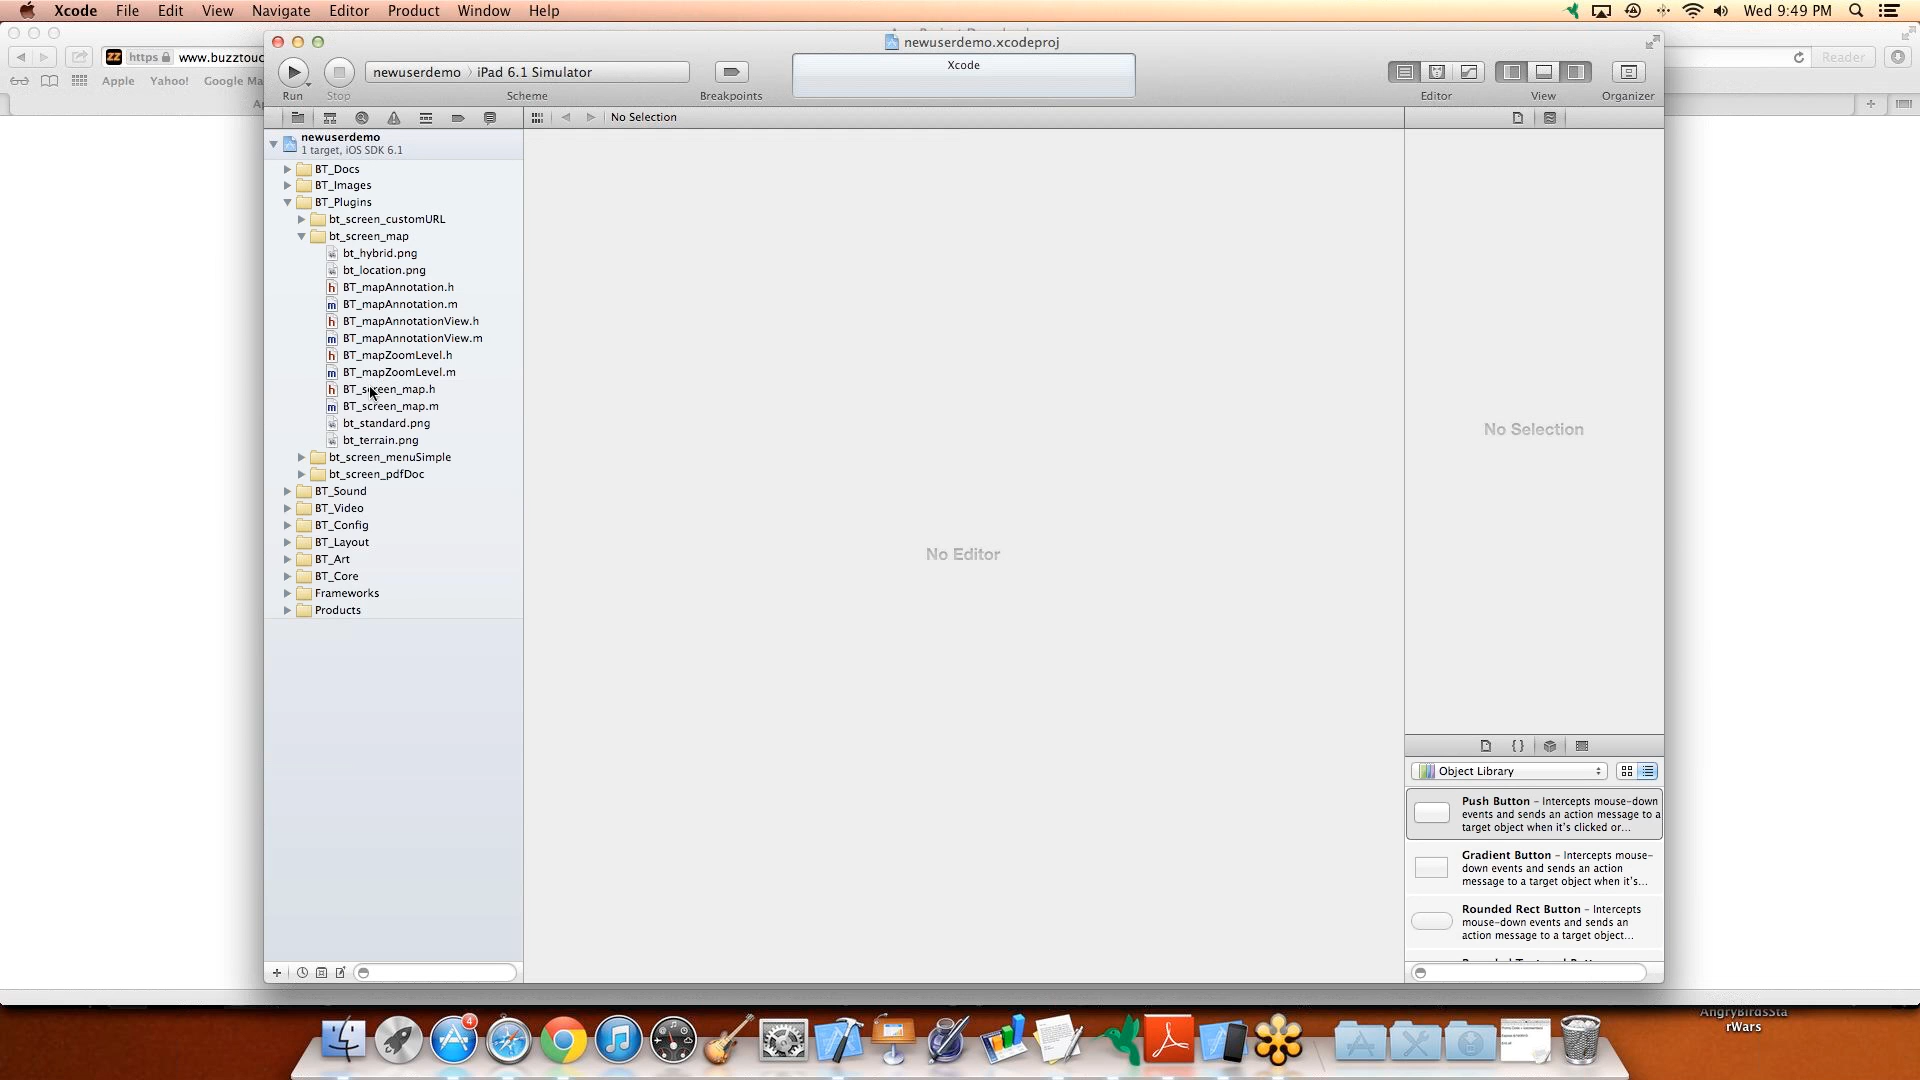 Xcode File Edit View Navigate Editor Product Window Help
Wed 9:49 PM
newuserdemo.xcodeproj
https www.buzztouc
Reader
Apple Yahoo! Google Ma
newuserdemo iPad 6.1 Simulator
Xcode
Run Stop Scheme Breakpoints Editor View Organizer
No Selection
newuserdemo
1 target, iOS SDK 6.1
BT_Docs
BT_Images
BT_Plugins
bt_screen_customURL
bt_screen_map
bt_hybrid.png
bt_location.png
BT_mapAnnotation.h
BT_mapAnnotation.m
BT_mapAnnotationView.h
BT_mapAnnotationView.m
BT_mapZoomLevel.h
BT_mapZoomLevel.m
BT_screen_map.h
BT_screen_map.m
bt_standard.png
bt_terrain.png
bt_screen_menuSimple
bt_screen_pdfDoc
BT_Sound
BT_Video
BT_Config
BT_Layout
BT_Art
BT_Core
Frameworks
Products
No Editor
No Selection
Object Library
Push Button - Intercepts mouse-down
events and sends an action message to a
target object when it's clicked or...
Gradient Button - Intercepts mouse-
down events and sends an action
message to a target object when it's...
Rounded Rect Button - Intercepts
mouse-down events and sends an
action message to a target object...
4
AngryBirdsSta
rWars